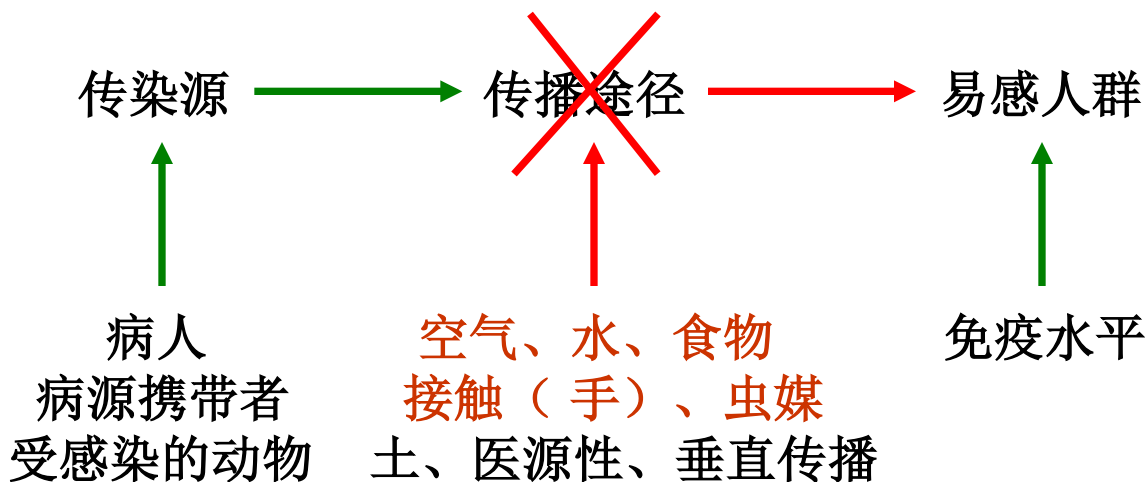 传染源 传播途径 易感人群
病人 空气、水、食物 免疫水平
病源携带者 接触（ 手）、虫媒
受感染的动物 土、医源性、垂直传播